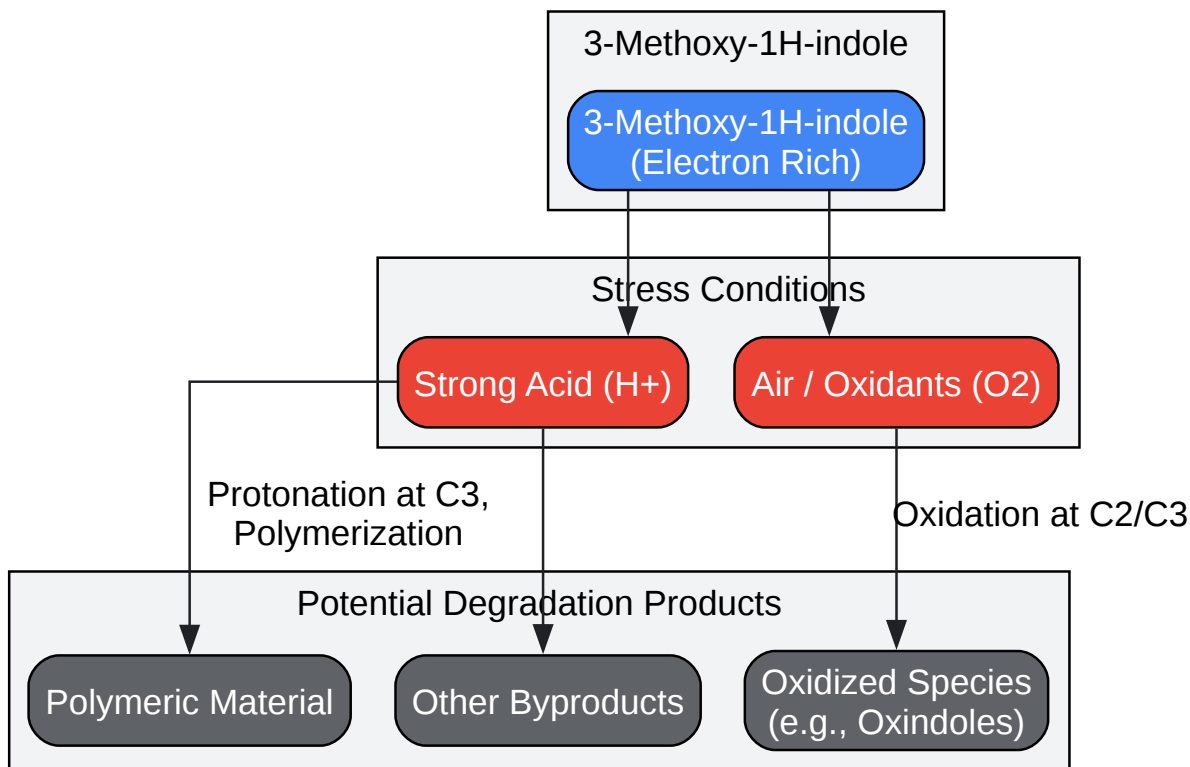 3-Methoxy-1H-indole
3-Methoxy-1H-indole
(Electron Rich)
Stress Conditions
Strong Acid (H+)
Air / Oxidants (O2)
Protonation at C3,
Polymerization
Oxidation at C2/C3
Potential Degradation Products
Polymeric Material
Other Byproducts
Oxidized Species
(e.g., Oxindoles)